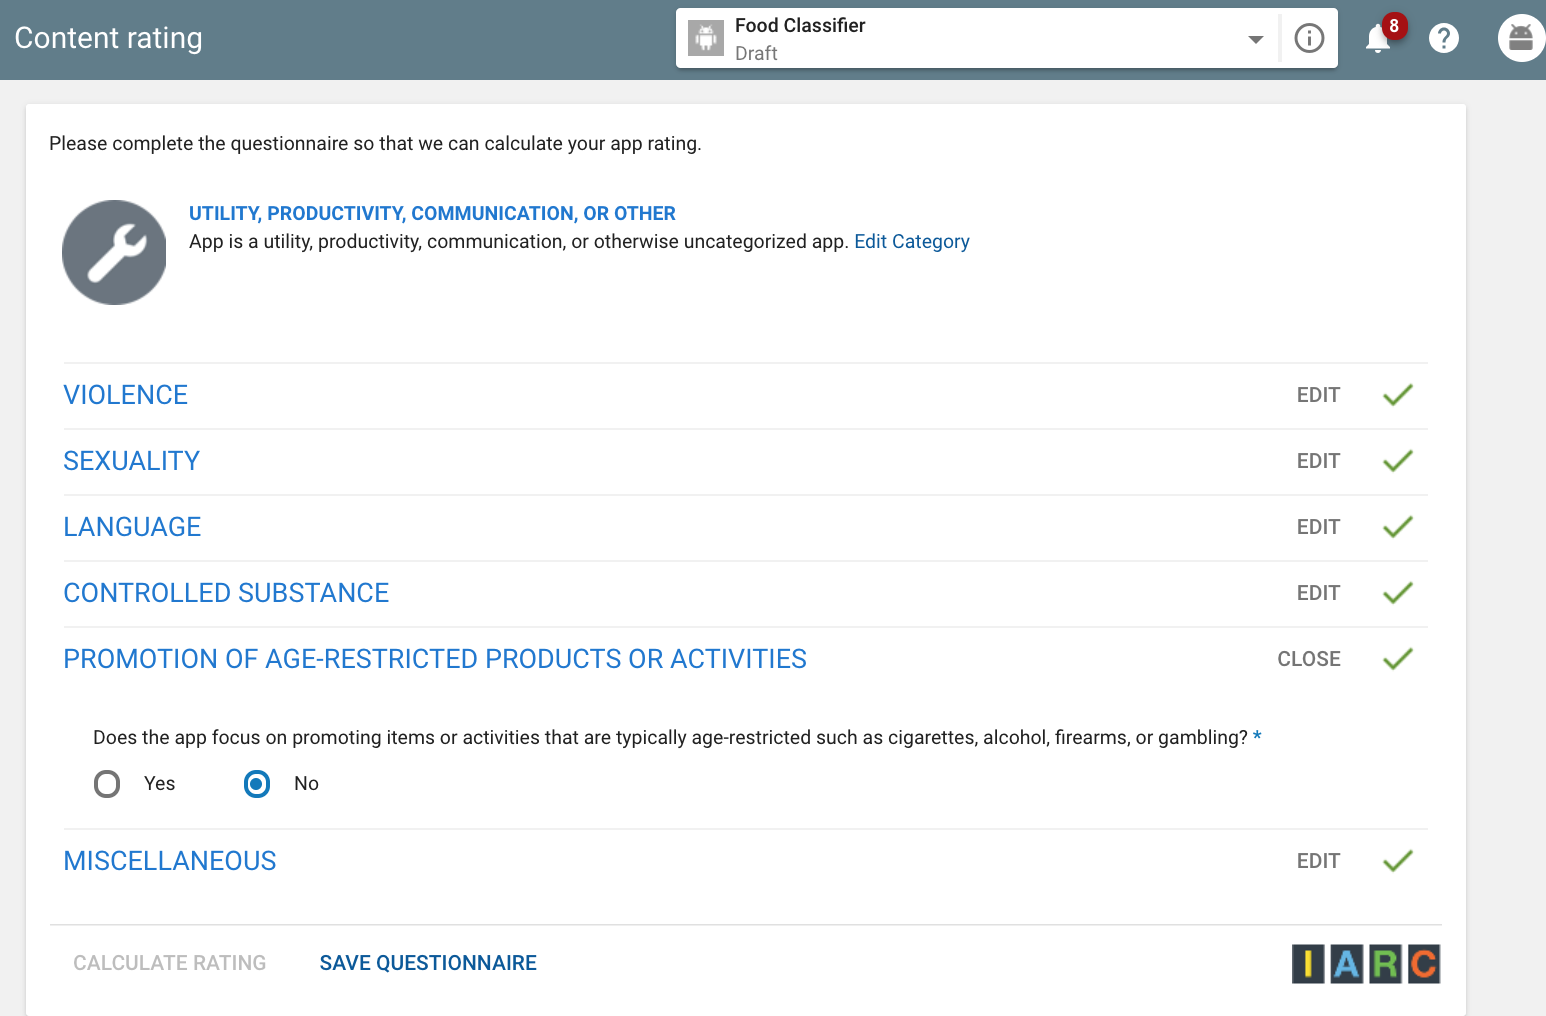 Content rating
Food Classifier
Draft
8
Please complete the questionnaire so that we can calculate your app rating.
UTILITY, PRODUCTIVITY, COMMUNICATION, OR OTHER
App is a utility, productivity, communication, or otherwise uncategorized app. Edit Category
VIOLENCE EDIT
SEXUALITY EDIT
LANGUAGE EDIT
CONTROLLED SUBSTANCE EDIT
PROMOTION OF AGE-RESTRICTED PRODUCTS OR ACTIVITIES CLOSE
Does the app focus on promoting items or activities that are typically age-restricted such as cigarettes, alcohol, firearms, or gambling? *
Yes No
MISCELLANEOUS EDIT
CALCULATE RATING SAVE QUESTIONNAIRE IARC